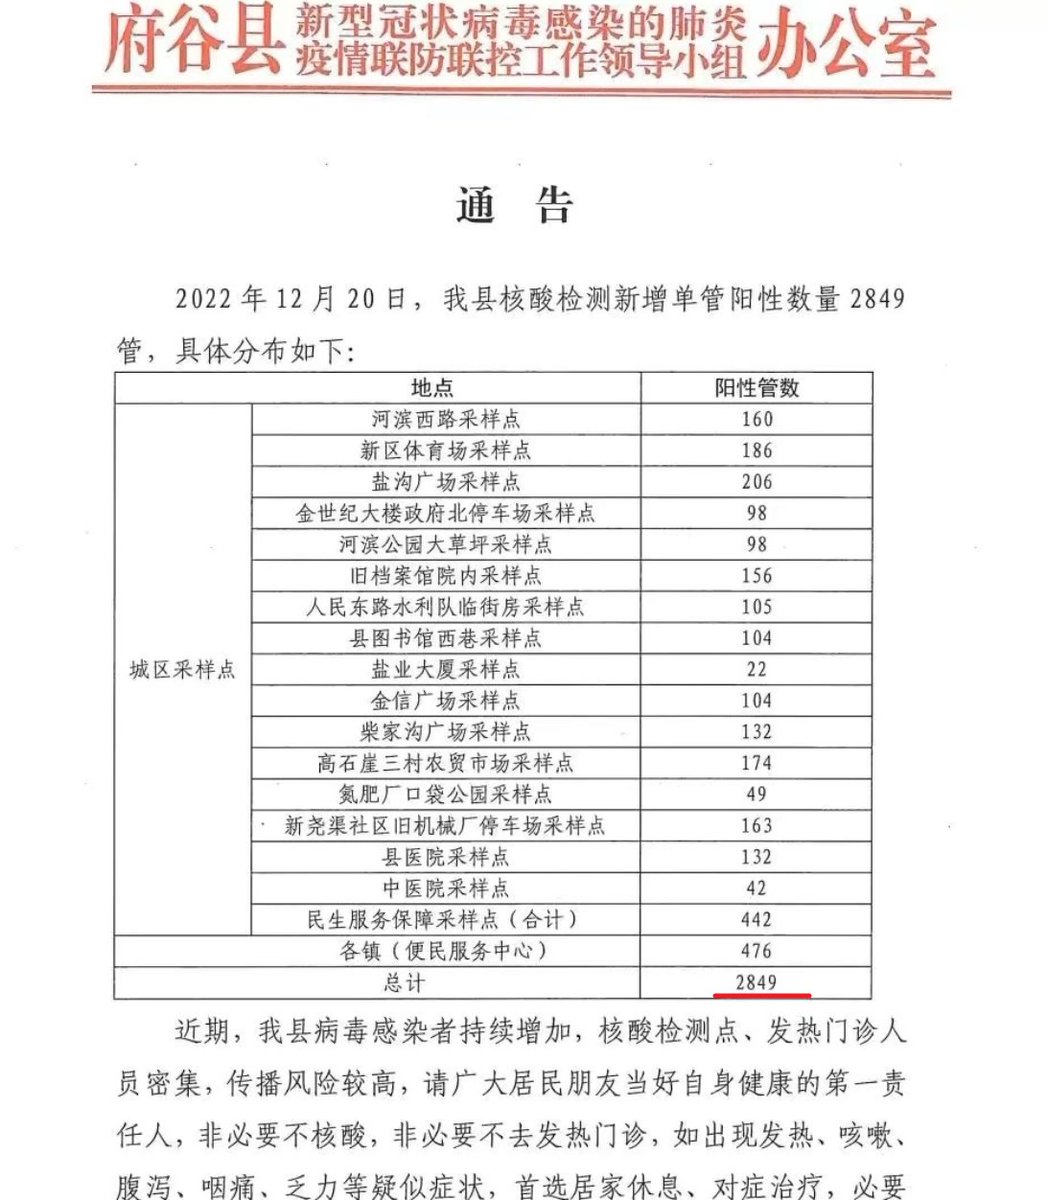 府谷县 新型冠状病毒感染的肺炎 办公室
疫情联防联控工作领导小组
通 告
2022 年 12 月 20 日，我县核酸检测新增单管阳性数量 2849
管，具体分布如下：
地点 阳性管数
河滨西路采样点 160
新区体育场采样点 186
盐沟广场采样点 206
金世纪大楼政府北停车场采样点 98
河滨公园大草坪采样点 98
旧档案馆院内采样点 156
人民东路水利队临街房采样点 105
县图书馆西巷采样点 104
城区采样点 盐业大厦采样点 22
金信广场采样点 104
柴家沟广场采样点 132
高石崖三村农贸市场采样点 174
氮肥厂口袋公园采样点 49
新尧渠社区旧机械厂停车场采样点 163
县医院采样点 132
中医院采样点 42
民生服务保障采样点（合计） 442
各镇（便民服务中心） 476
总计 2849
近期，我县病毒感染者持续增加，核酸检测点、发热门诊人
员密集，传播风险较高，请广大居民朋友当好自身健康的第一责
任人，非必要不核酸，非必要不去发热门诊，如出现发热、咳嗽、
腹泻、咽痛、乏力等疑似症状，首选居家休息、对症治疗，必要